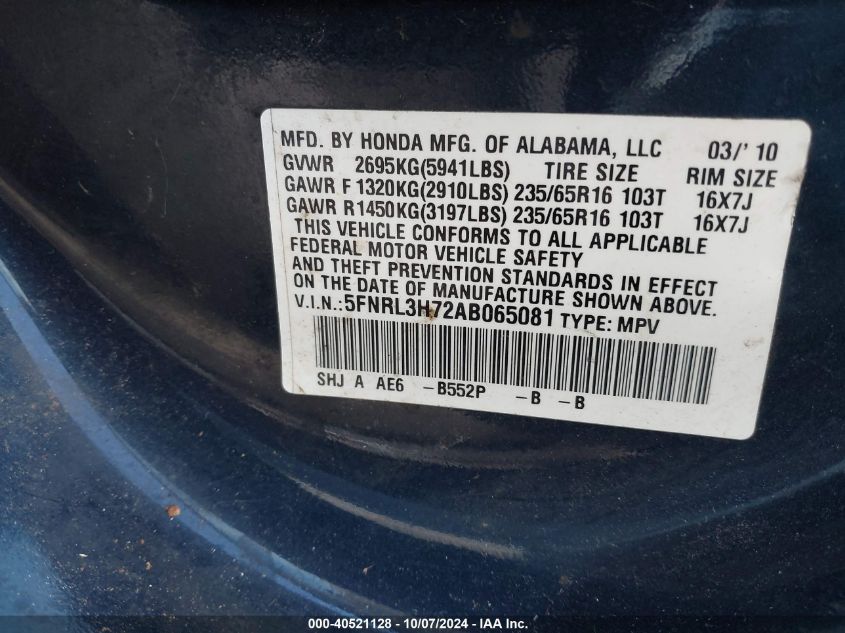 MFD. BY HONDA MFG. OF ALABAMA, LLC 03/' 10
GVWR 2695KG(5941LBS) TIRE SIZE RIM SIZE
GAWR F 1320KG(2910LBS) 235/65R16 103T 16X7J
GAWR R1450KG(3197LBS) 235/65R16 103T 16X7J
THIS VEHICLE CONFORMS TO ALL APPLICABLE
FEDERAL MOTOR VEHICLE SAFETY
AND THEFT PREVENTION STANDARDS IN EFFECT
ON THE DATE OF MANUFACTURE SHOWN ABOVE.
V.I.N.:5FNRL3H72AB065081 TYPE: MPV
SHJ A AE6 -B552P -B -B
000-40521128 - 10/07/2024 - IAA Inc.